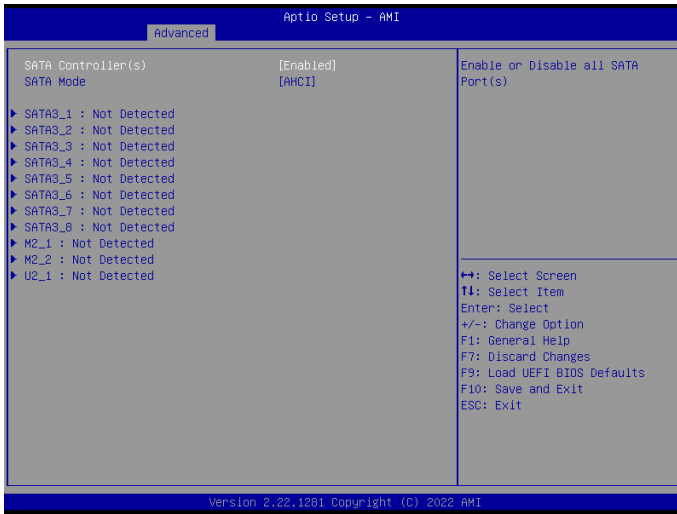 Aptio Setup – AMI
Advanced
SATA Controller(s) [Enabled]
SATA Mode [AHCI]
▶ SATA3_1 : Not Detected
▶ SATA3_2 : Not Detected
▶ SATA3_3 : Not Detected
▶ SATA3_4 : Not Detected
▶ SATA3_5 : Not Detected
▶ SATA3_6 : Not Detected
▶ SATA3_7 : Not Detected
▶ SATA3_8 : Not Detected
▶ M2_1 : Not Detected
▶ M2_2 : Not Detected
▶ U2_1 : Not Detected
Enable or Disable all SATA
Port(s)
↔: Select Screen
↑↓: Select Item
Enter: Select
+/-: Change Option
F1: General Help
F7: Discard Changes
F9: Load UEFI BIOS Defaults
F10: Save and Exit
ESC: Exit
Version 2.22.1281 Copyright (C) 2022 AMI